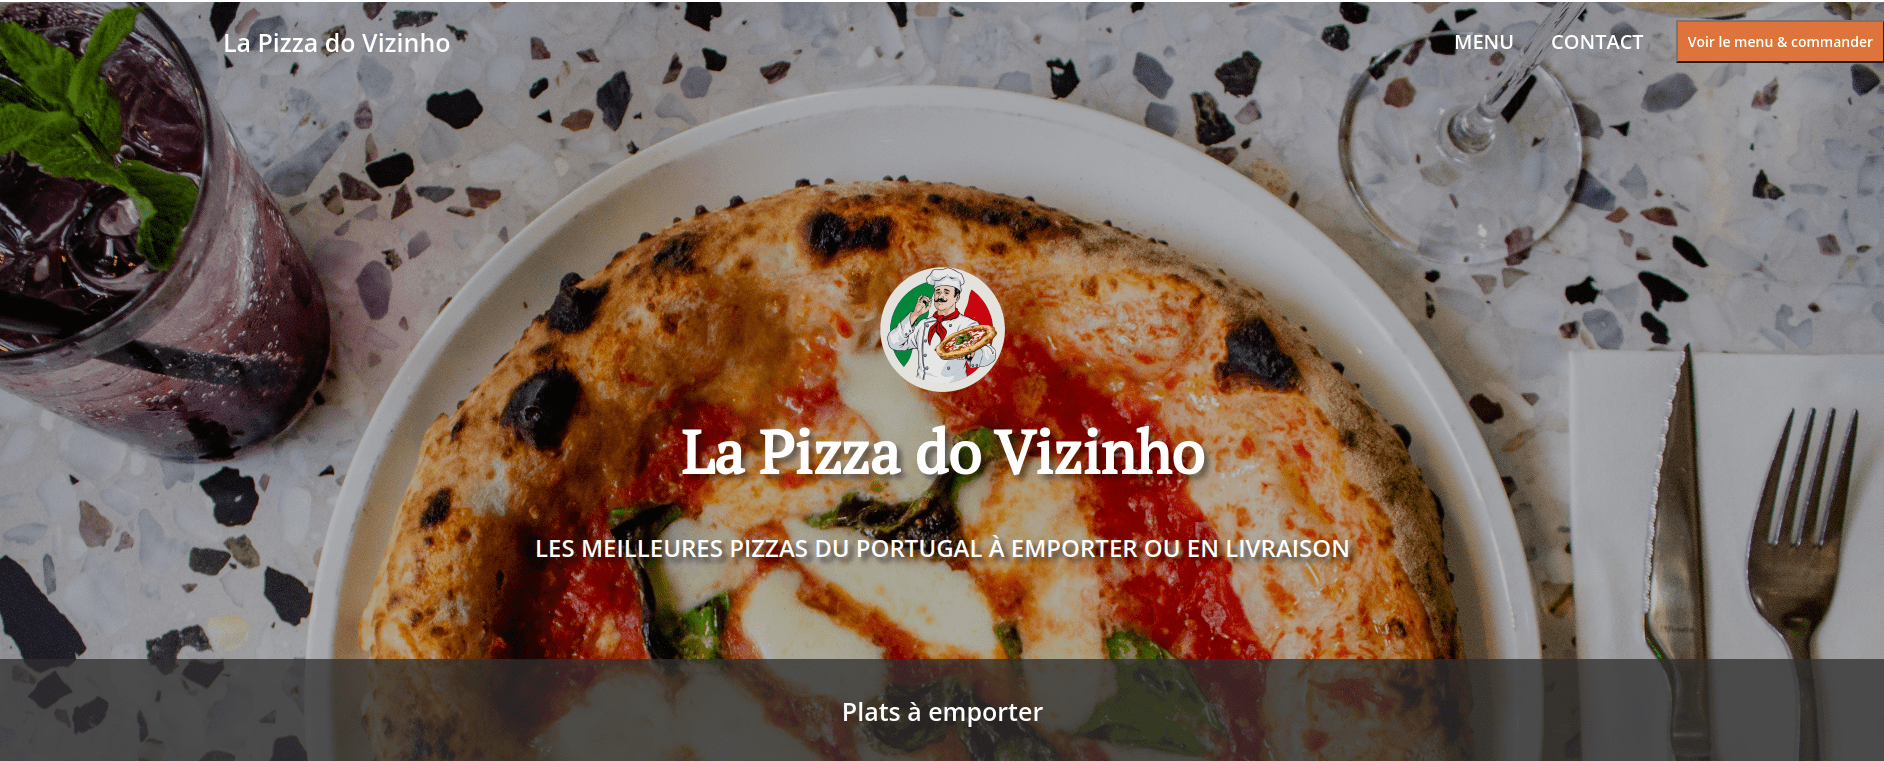 La Pizza do Vizinho
MENU
CONTACT
Voir le menu & commander
La Pizza do Vizinho
LES MEILLEURES PIZZAS DU PORTUGAL À EMPORTER OU EN LIVRAISON
Plats à emporter